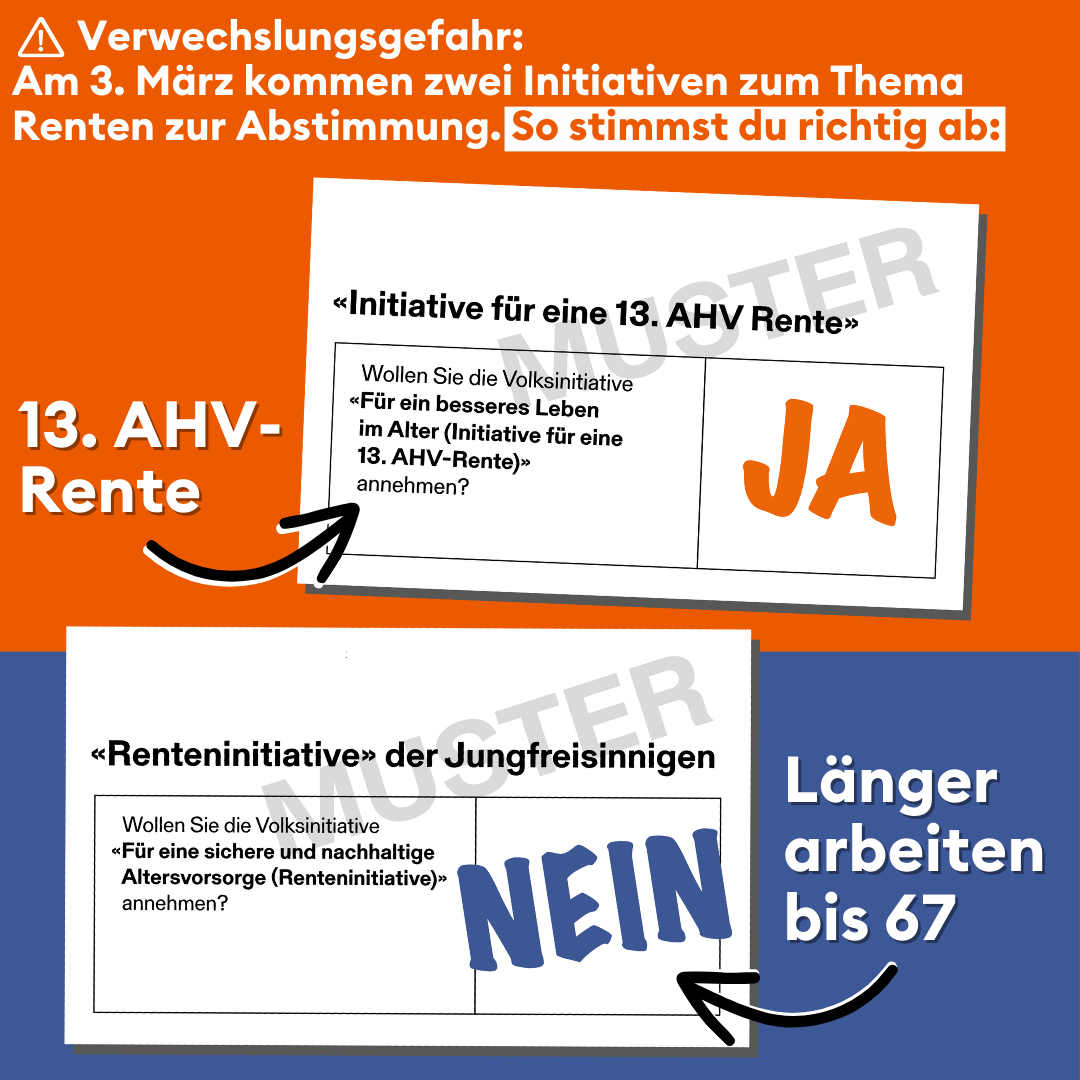 Verwechslungsgefahr:
Am 3. März kommen zwei Initiativen zum Thema
Renten zur Abstimmung. So stimmst du richtig ab:
MUSTER
«Initiative für eine 13. AHV Rente»
Wollen Sie die Volksinitiative
«Für ein besseres Leben
im Alter (Initiative für eine
13. AHV-Rente)»
annehmen?
JA
13. AHV-
Rente
MUSTER
«Renteninitiative» der Jungfreisinnigen
Wollen Sie die Volksinitiative
«Für eine sichere und nachhaltige
Altersvorsorge (Renteninitiative)»
annehmen?
NEIN
Länger
arbeiten
bis 67